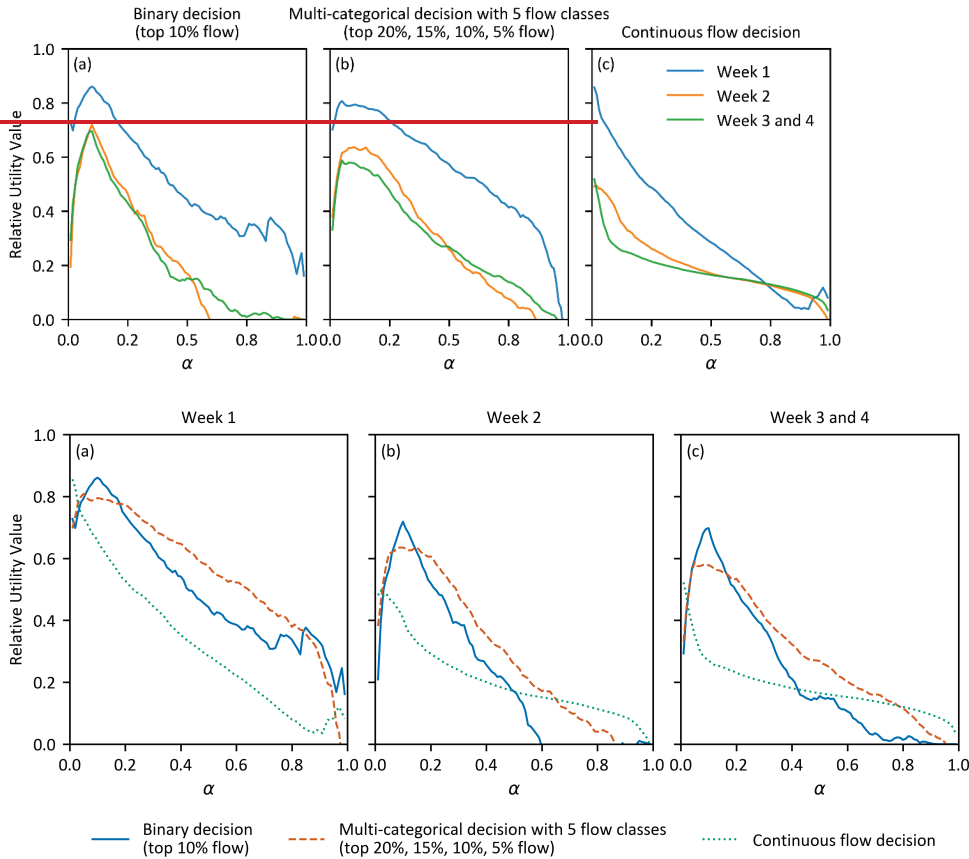 Binary decision
(top 10% flow)
Multi-categorical decision with 5 flow classes
(top 20%, 15%, 10%, 5% flow)
Continuous flow decision
1.0
0.8
0.6
0.4
0.2
0.0
Relative Utility Value
(a)
(b)
(c)
Week 1
Week 2
Week 3 and 4
0.0 0.2 0.5 0.8 1.0
0.0 0.2 0.5 0.8 1.0
0.0 0.2 0.5 0.8 1.0
α α α
Week 1
Week 2
Week 3 and 4
1.0
0.8
0.6
0.4
0.2
0.0
Relative Utility Value
(a)
(b)
(c)
0.0 0.2 0.4 0.6 0.8 1.0
0.0 0.2 0.4 0.6 0.8 1.0
0.0 0.2 0.4 0.6 0.8 1.0
α α α
Binary decision
(top 10% flow)
Multi-categorical decision with 5 flow classes
(top 20%, 15%, 10%, 5% flow)
Continuous flow decision